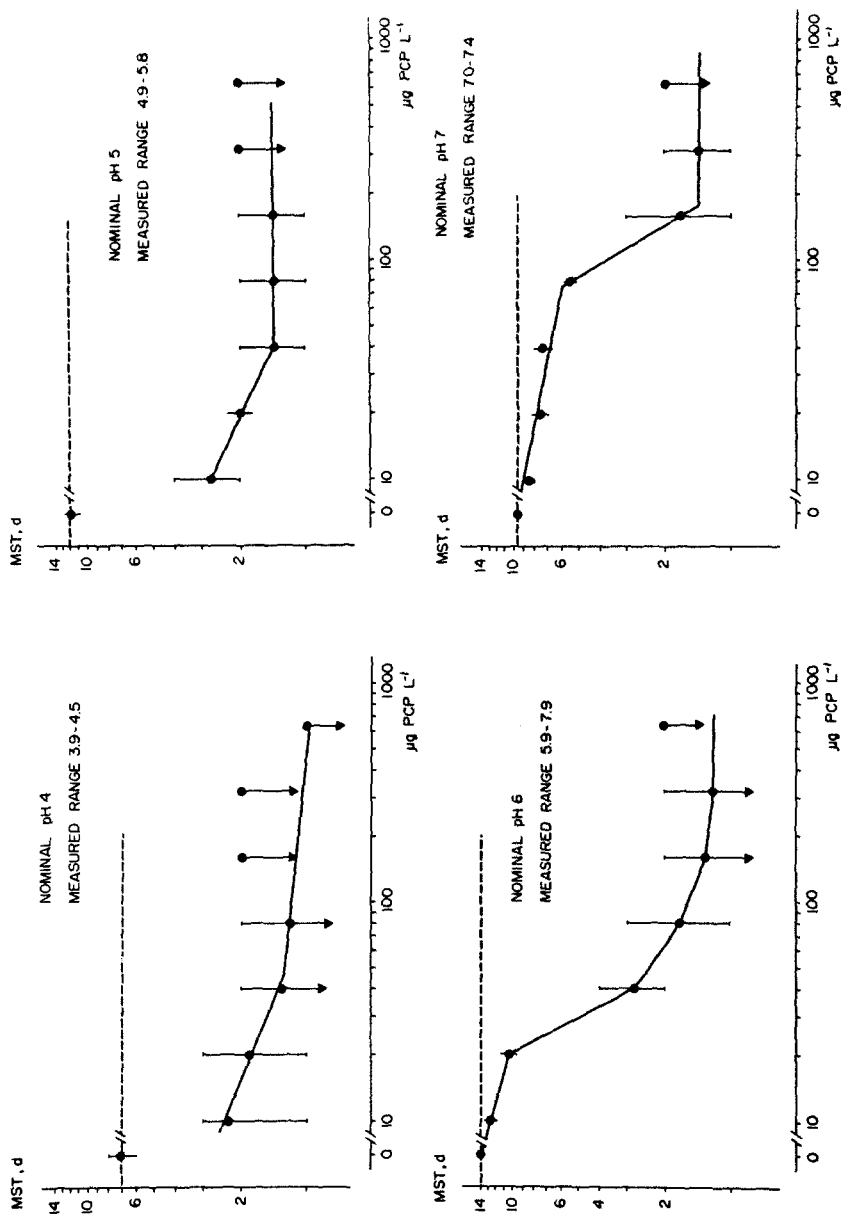 MST, d
14
10
2
NOMINAL pH 4
MEASURED RANGE 3.9-4.5
0 10 100 1000
µg PCP L⁻¹
MST, d
14
10
2
NOMINAL pH 5
MEASURED RANGE 4.9-5.8
0 10 100 1000
µg PCP L⁻¹
MST, d
14
10
6
2
NOMINAL pH 6
MEASURED RANGE 5.9-7.9
0 10 100 1000
µg PCP L⁻¹
MST, d
14
10
6
2
NOMINAL pH 7
MEASURED RANGE 7.0-7.4
0 10 100 1000
µg PCP L⁻¹